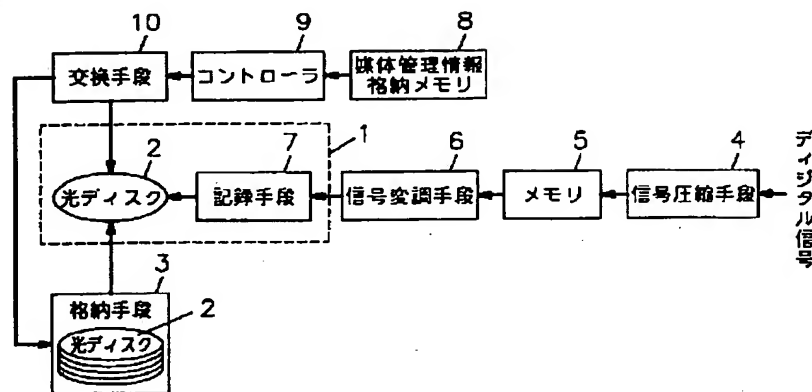 10
9
8
交換手段
コントローラ
媒体管理情報
格納メモリ
1
2
7
6
5
4
光ディスク
記録手段
信号変調手段
メモリ
信号圧縮手段
ディジタル信号
3
格納手段
2
光ディスク